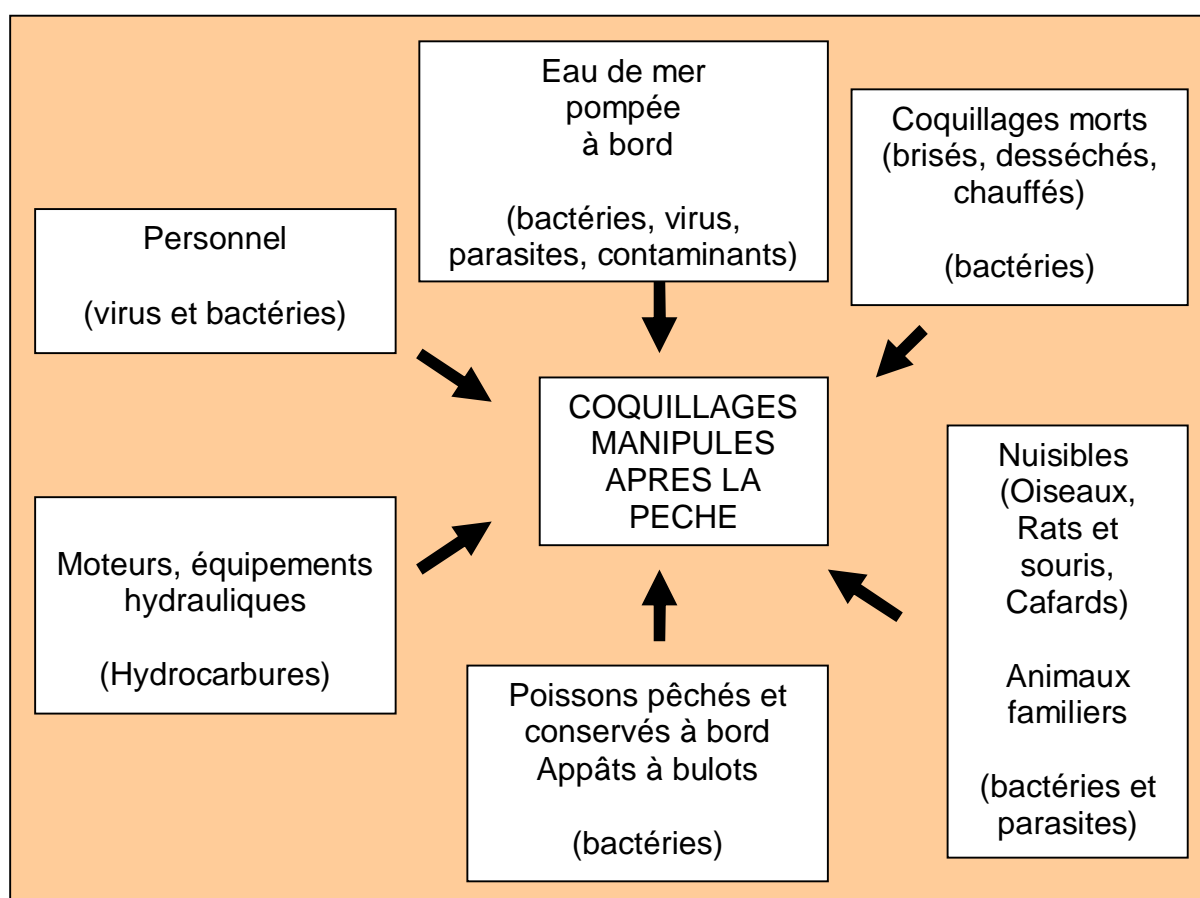 Eau de mer
pompée
à bord
(bactéries, virus,
parasites, contaminants)
Coquillages morts
(brisés, desséchés,
chauffés)
(bactéries)
Personnel
(virus et bactéries)
COQUILLAGES
MANIPULES
APRES LA
PECHE
Nuisibles
(Oiseaux,
Rats et
souris,
Cafards)
Animaux
familiers
(bactéries et
parasites)
Moteurs, équipements
hydrauliques
(Hydrocarbures)
Poissons pêchés et
conservés à bord
Appâts à bulots
(bactéries)